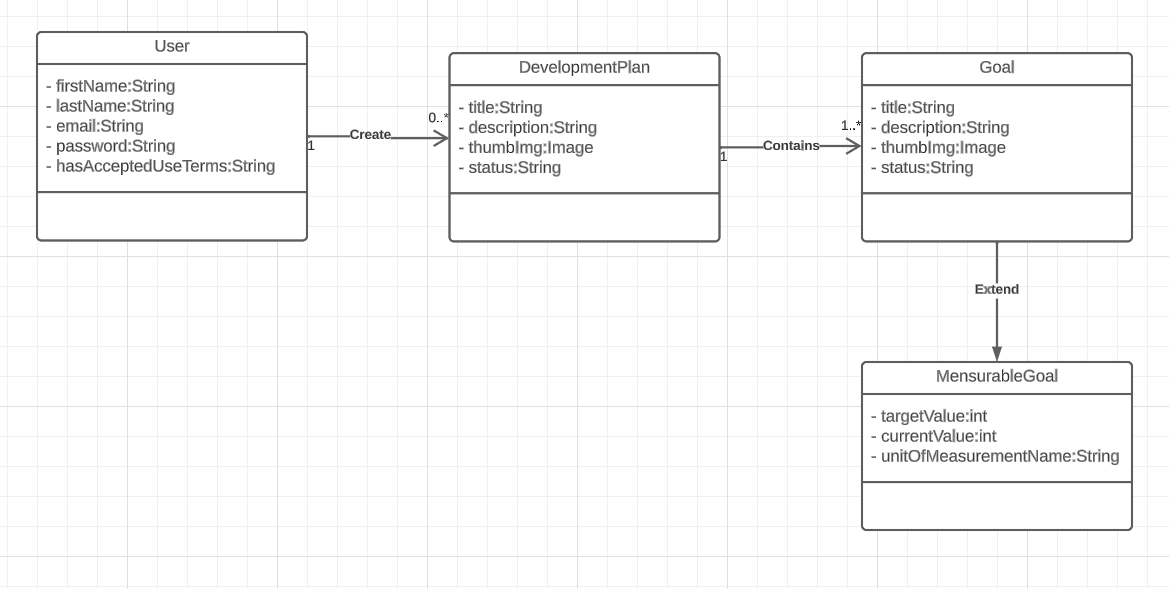 User
- firstName:String
- lastName:String
- email:String
- password:String
- hasAcceptedUseTerms:String
1
Create
0..*
DevelopmentPlan
- title:String
- description:String
- thumbImg:Image
- status:String
1
Contains
1..*
Goal
- title:String
- description:String
- thumbImg:Image
- status:String
Extend
MensurableGoal
- targetValue:int
- currentValue:int
- unitOfMeasurementName:String